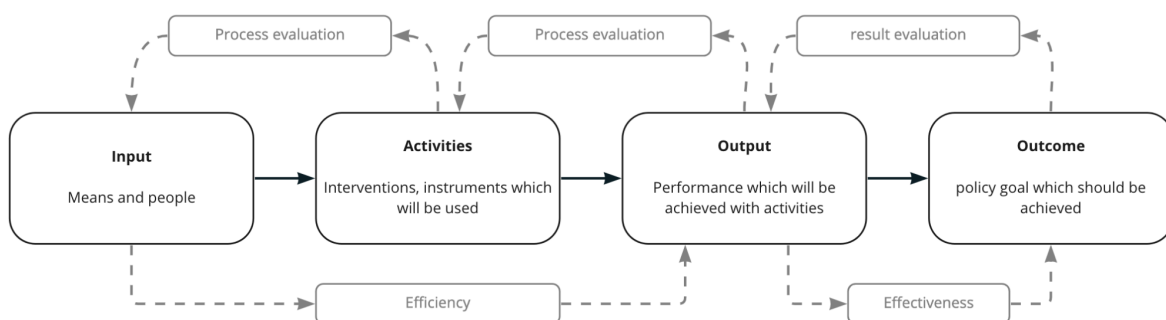 Process evaluation
Process evaluation
result evaluation
Input
Means and people
Activities
Interventions, instruments which
will be used
Output
Performance which will be
achieved with activities
Outcome
policy goal which should be
achieved
Efficiency
Effectiveness